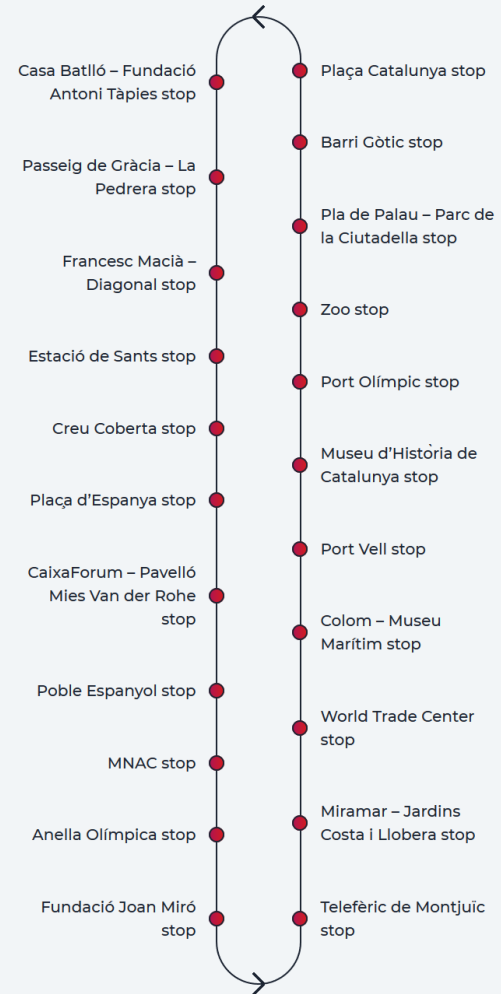 Casa Batlló – Fundació
Antoni Tàpies stop
Passeig de Gràcia – La
Pedrera stop
Francesc Macià –
Diagonal stop
Estació de Sants stop
Creu Coberta stop
Plaça d'Espanya stop
CaixaForum – Pavelló
Mies Van der Rohe
stop
Poble Espanyol stop
MNAC stop
Anella Olímpica stop
Fundació Joan Miró
stop
Plaça Catalunya stop
Barri Gòtic stop
Pla de Palau – Parc de
la Ciutadella stop
Zoo stop
Port Olímpic stop
Museu d'Història de
Catalunya stop
Port Vell stop
Colom – Museu
Marítim stop
World Trade Center
stop
Miramar – Jardins
Costa i Llobera stop
Telefèric de Montjuïc
stop